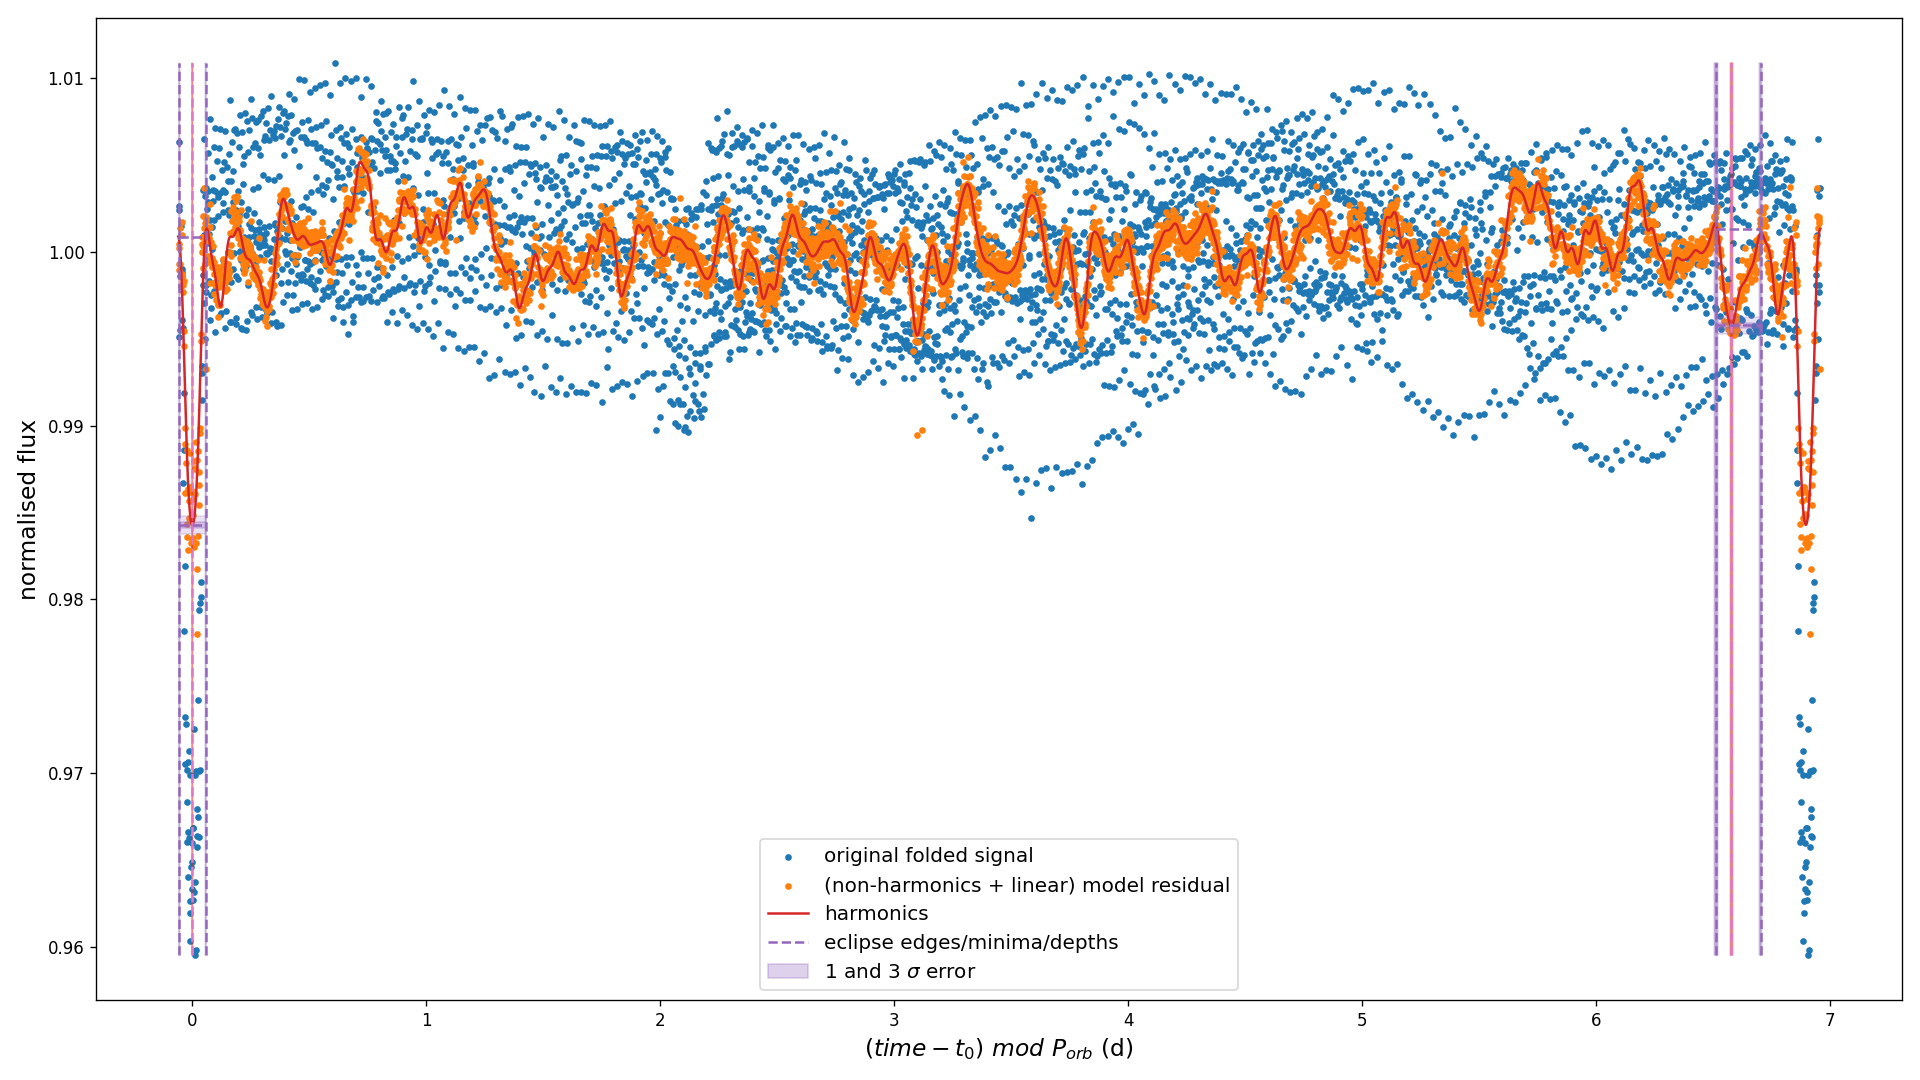 1.01
1.00
0.99
0.98
0.97
0.96
normalised flux
original folded signal
(non-harmonics + linear) model residual
harmonics
eclipse edges/minima/depths
1 and 3 σ error
0 1 2 3 4 5 6 7
(time − t₀) mod P_orb (d)